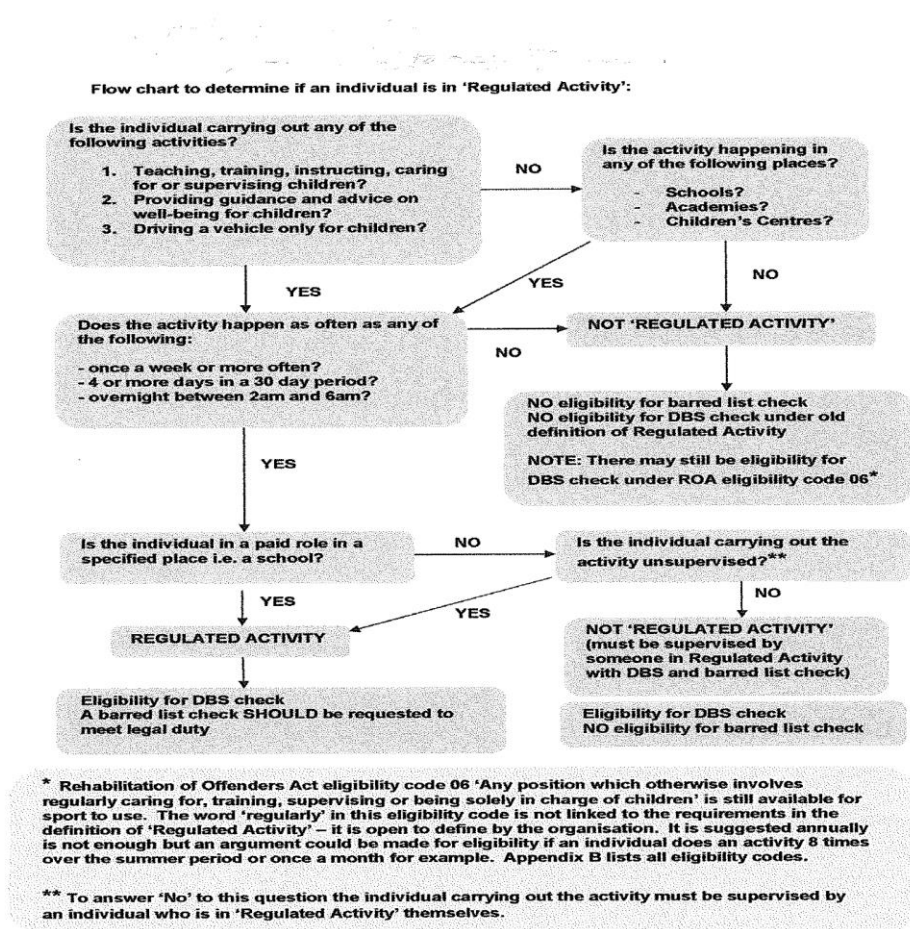 Flow chart to determine if an individual is in ‘Regulated Activity’:
Is the individual carrying out any of the
following activities?
1. Teaching, training, instructing, caring
for or supervising children?
2. Providing guidance and advice on
well-being for children?
3. Driving a vehicle only for children?
NO
Is the activity happening in
any of the following places?
- Schools?
- Academies?
- Children’s Centres?
YES
YES
NO
Does the activity happen as often as any of
the following:
- once a week or more often?
- 4 or more days in a 30 day period?
- overnight between 2am and 6am?
NO
NOT ‘REGULATED ACTIVITY’
NO eligibility for barred list check
NO eligibility for DBS check under old
definition of Regulated Activity
NOTE: There may still be eligibility for
DBS check under ROA eligibility code 06*
YES
Is the individual in a paid role in a
specified place i.e. a school?
NO
Is the individual carrying out the
activity unsupervised?**
YES
YES
NO
REGULATED ACTIVITY
NOT ‘REGULATED ACTIVITY’
(must be supervised by
someone in Regulated Activity
with DBS and barred list check)
Eligibility for DBS check
A barred list check SHOULD be requested to
meet legal duty
Eligibility for DBS check
NO eligibility for barred list check
* Rehabilitation of Offenders Act eligibility code 06 ‘Any position which otherwise involves
regularly caring for, training, supervising or being solely in charge of children’ is still available for
sport to use. The word ‘regularly’ in this eligibility code is not linked to the requirements in the
definition of ‘Regulated Activity’ – it is open to define by the organisation. It is suggested annually
is not enough but an argument could be made for eligibility if an individual does an activity 8 times
over the summer period or once a month for example. Appendix B lists all eligibility codes.
** To answer ‘No’ to this question the individual carrying out the activity must be supervised by
an individual who is in ‘Regulated Activity’ themselves.